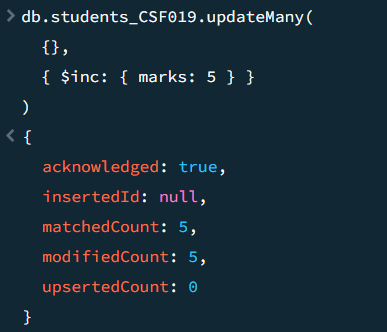 > db.students_CSF019.updateMany(
{},
{ $inc: { marks: 5 } }
)
< {
acknowledged: true,
insertedId: null,
matchedCount: 5,
modifiedCount: 5,
upsertedCount: 0
}